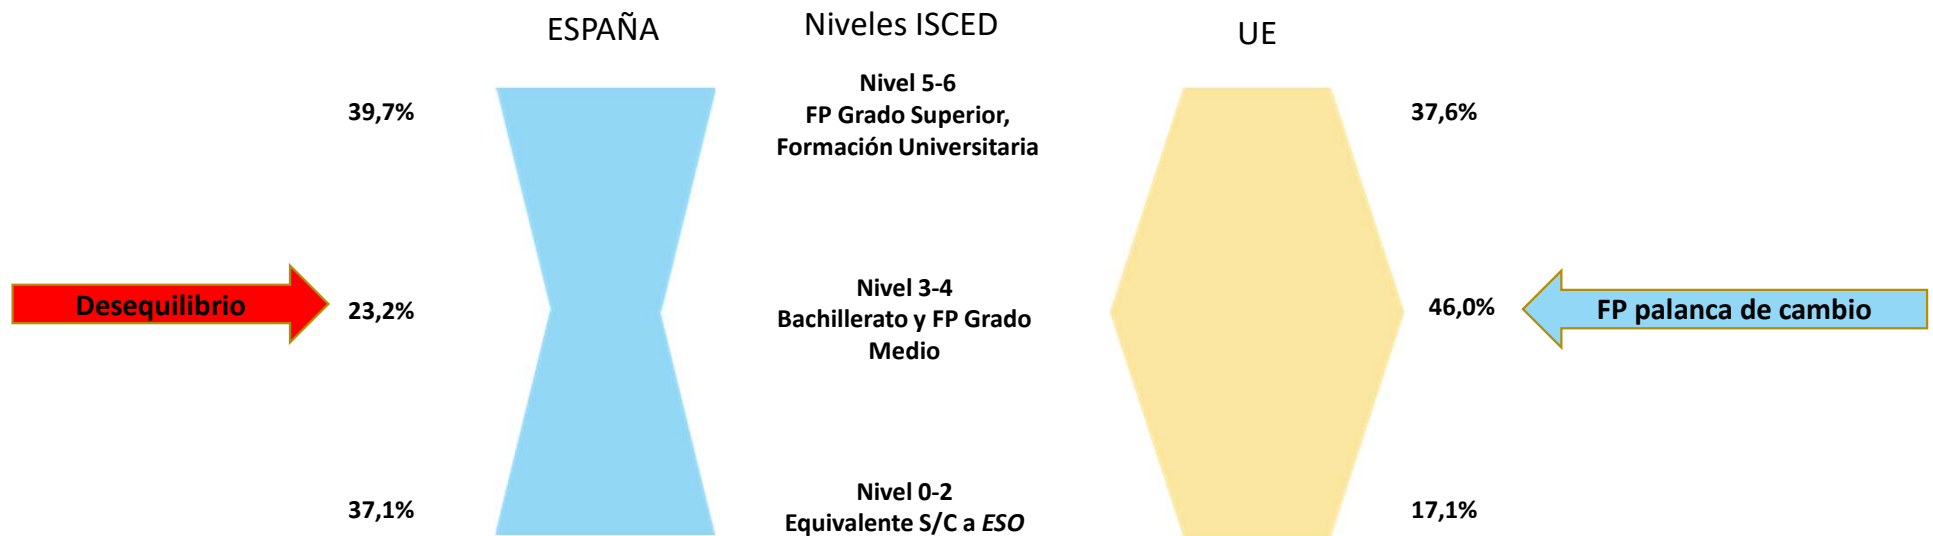 ESPAÑA
Niveles ISCED
UE
39,7%
Nivel 5-6
FP Grado Superior,
Formación Universitaria
37,6%
Desequilibrio
23,2%
Nivel 3-4
Bachillerato y FP Grado
Medio
46,0%
FP palanca de cambio
37,1%
Nivel 0-2
Equivalente S/C a ESO
17,1%